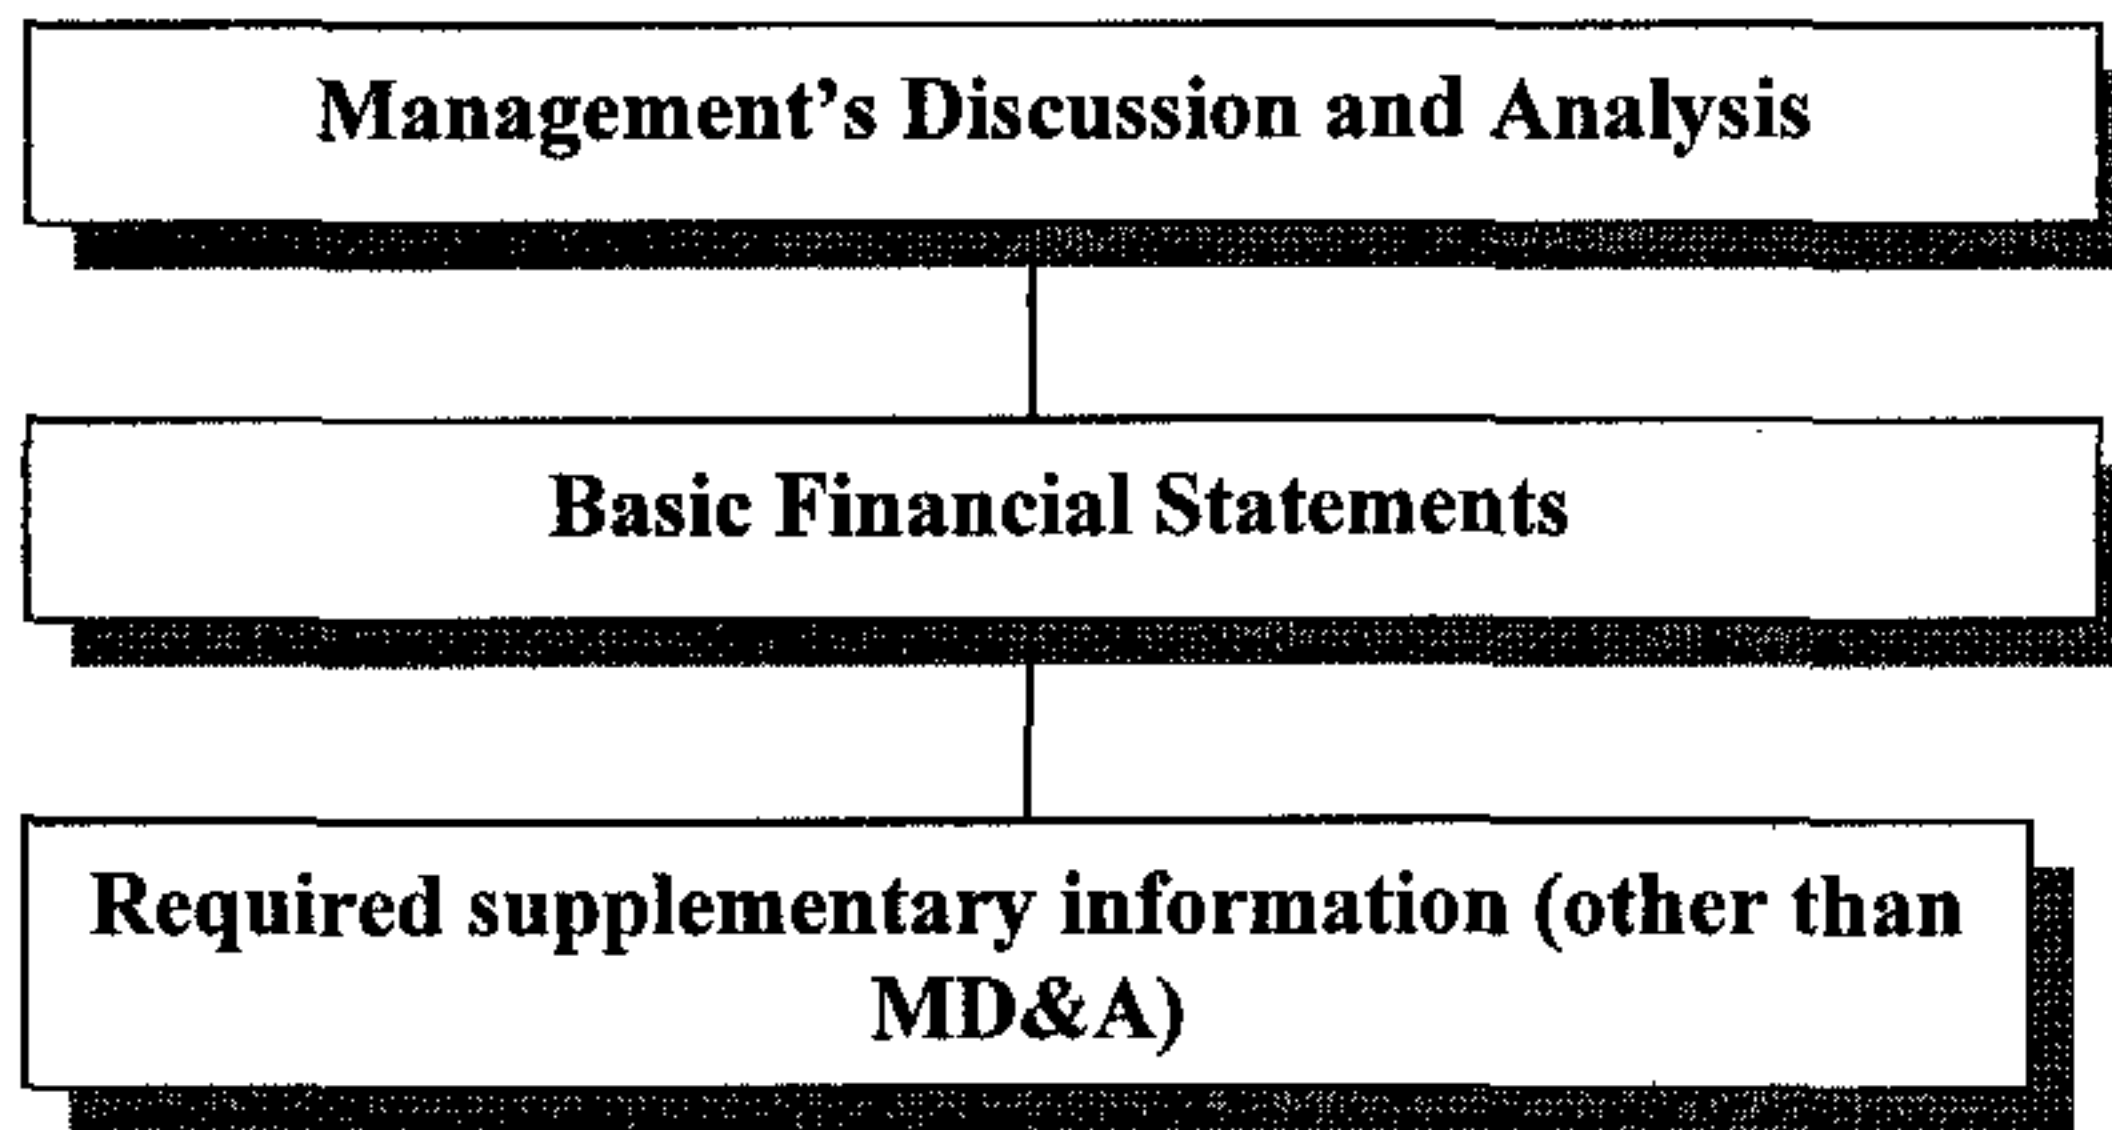 Management’s Discussion and Analysis
Basic Financial Statements
Required supplementary information (other than
MD&A)